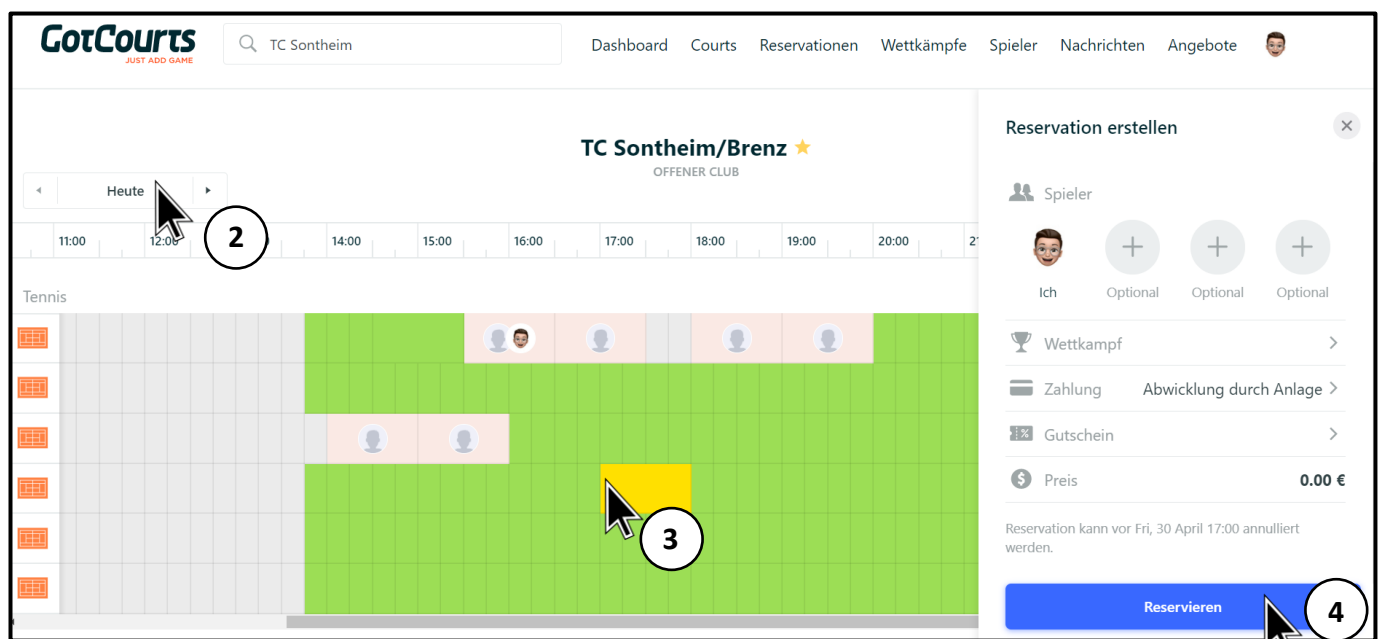 GotCourts
JUST ADD GAME
TC Sontheim
Dashboard Courts Reservationen Wettkämpfe Spieler Nachrichten Angebote
TC Sontheim/Brenz
OFFENER CLUB
Heute
2
11:00 12:00 14:00 15:00 16:00 17:00 18:00 19:00 20:00
Tennis
3
Reservation erstellen
Spieler
Ich Optional Optional Optional
Wettkampf
Zahlung Abwicklung durch Anlage
Gutschein
%
Preis 0.00 €
$
Reservation kann vor Fri, 30 April 17:00 annulliert
werden.
Reservieren
4